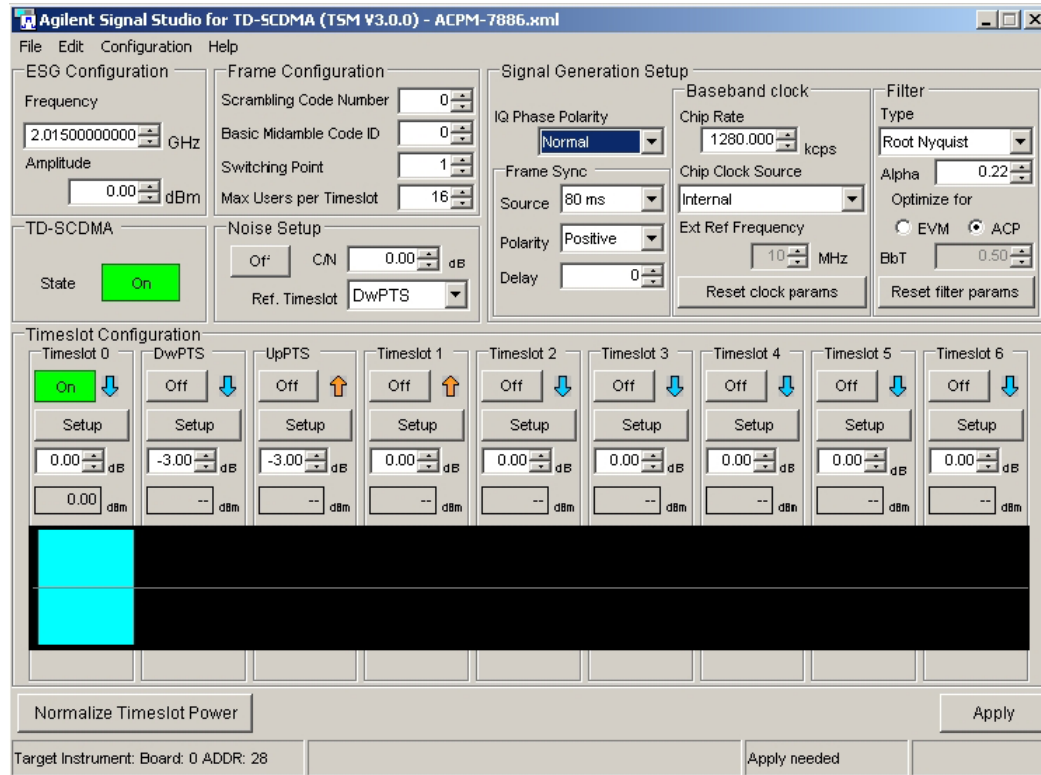 Agilent Signal Studio for TD-SCDMA (TSM V3.0.0) - ACPM-7886.xml
File Edit Configuration Help
ESG Configuration
Frequency
2.01500000000 GHz
Amplitude
0.00 dBm
TD-SCDMA
State On
Frame Configuration
Scrambling Code Number 0
Basic Midamble Code ID 0
Switching Point 1
Max Users per Timeslot 16
Noise Setup
Off C/N 0.00 dB
Ref. Timeslot DwPTS
Signal Generation Setup
IQ Phase Polarity
Normal
Frame Sync
Source 80 ms
Polarity Positive
Delay 0
Baseband clock
Chip Rate
1280.000 kcps
Chip Clock Source
Internal
Ext Ref Frequency
10 MHz
Reset clock params
Filter
Type
Root Nyquist
Alpha 0.22
Optimize for
EVM ACP
BbT 0.50
Reset filter params
Timeslot Configuration
Timeslot 0 DwPTS UpPTS Timeslot 1 Timeslot 2 Timeslot 3 Timeslot 4 Timeslot 5 Timeslot 6
On Off Off Off Off Off Off Off Off
Setup Setup Setup Setup Setup Setup Setup Setup Setup
0.00 dB -3.00 dB -3.00 dB 0.00 dB 0.00 dB 0.00 dB 0.00 dB 0.00 dB 0.00 dB
0.00 dBm -- dBm -- dBm -- dBm -- dBm -- dBm -- dBm -- dBm -- dBm
Normalize Timeslot Power Apply
Target Instrument: Board: 0 ADDR: 28 Apply needed